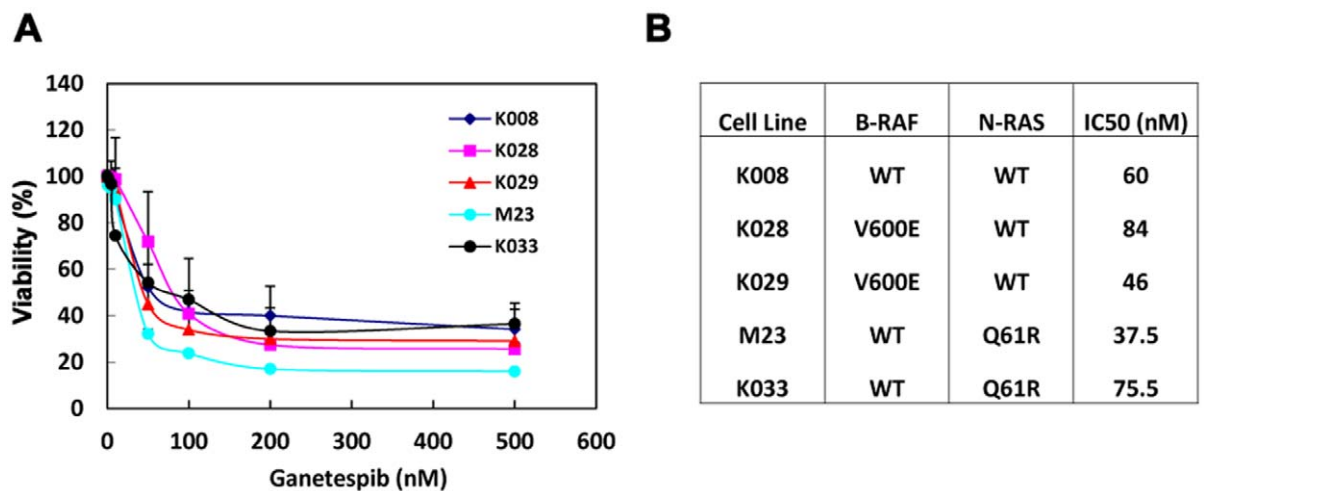 A
140
120
100
80
60
40
20
0
Viability (%)
0 100 200 300 400 500 600
Ganetespib (nM)
K008
K028
K029
M23
K033
B
Cell Line B-RAF N-RAS IC50 (nM)
K008 WT WT 60
K028 V600E WT 84
K029 V600E WT 46
M23 WT Q61R 37.5
K033 WT Q61R 75.5